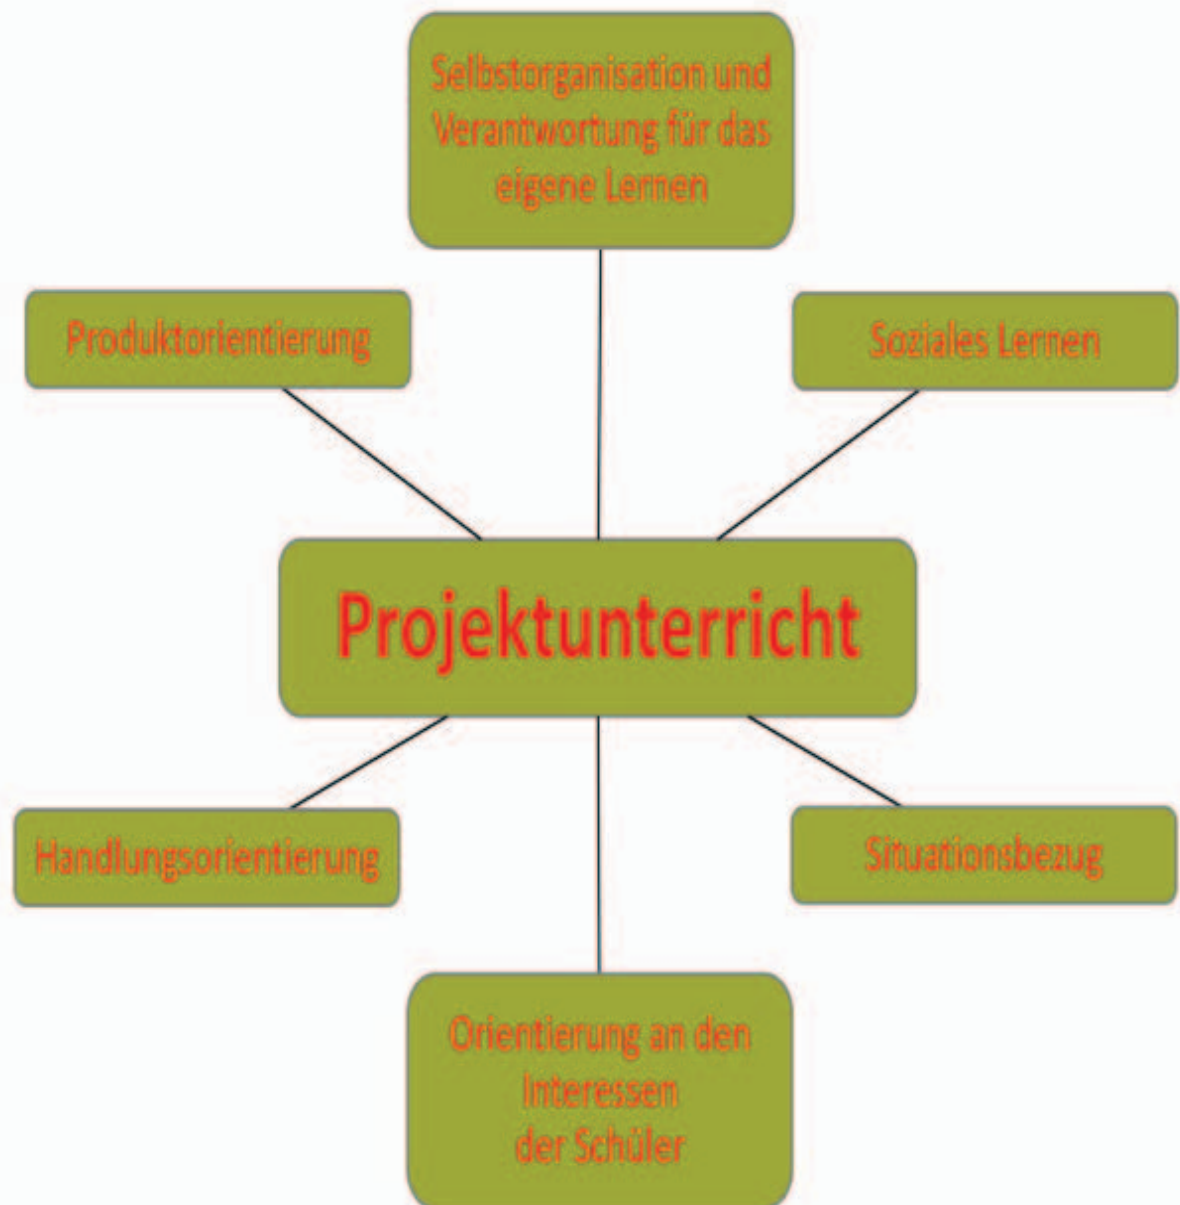 Selbstorganisation und
Verantwortung für das
eigene Lernen
Produktorientierung
Soziales Lernen
Projektunterricht
Handlungsorientierung
Situationsbezug
Orientierung an den
Interessen
der Schüler